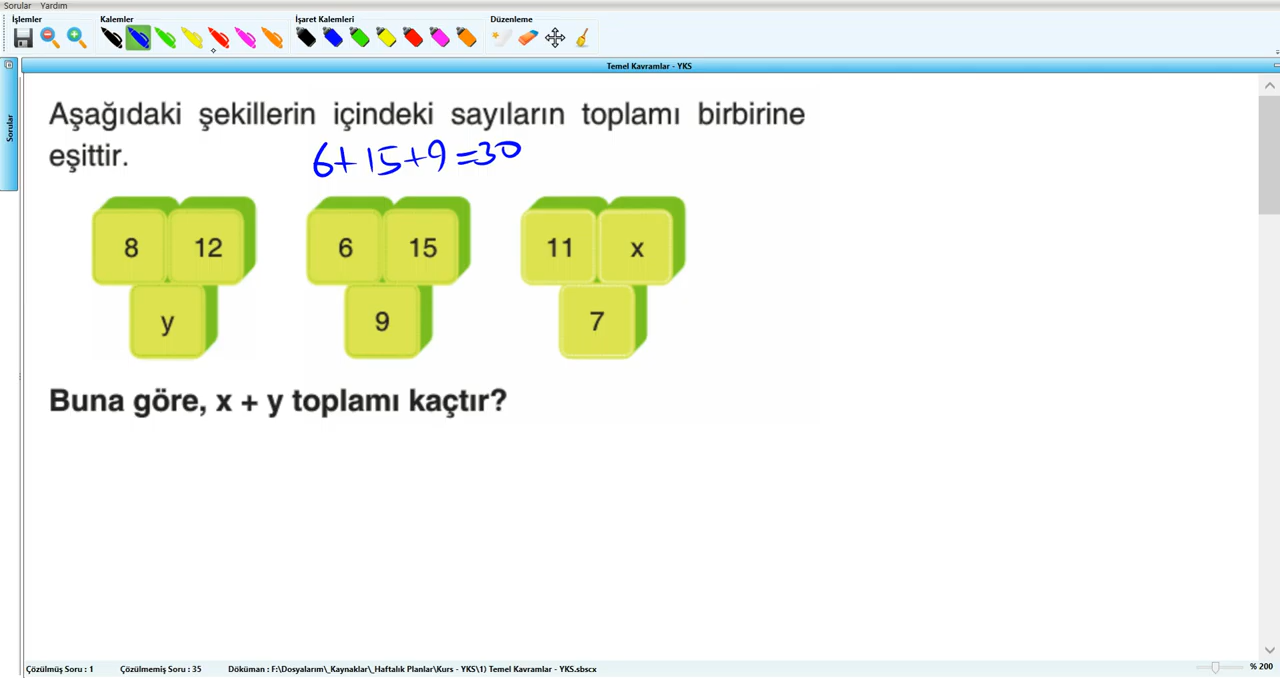 Sorular Yardım
İşlemler Kalemler İşaret Kalemleri Düzenleme
Temel Kavramlar - YKS
Sorular
Aşağıdaki şekillerin içindeki sayıların toplamı birbirine
eşittir.
6+15+9=30
8 12 6 15 11 x
y 9 7
Buna göre, x + y toplamı kaçtır?
Çözülmüş Soru : 1 Çözülmemiş Soru : 35 Döküman : F:\Dosyalarım\_Kaynaklar\_Haftalık Planlar\Kurs - YKS\1) Temel Kavramlar - YKS.sbscx % 200